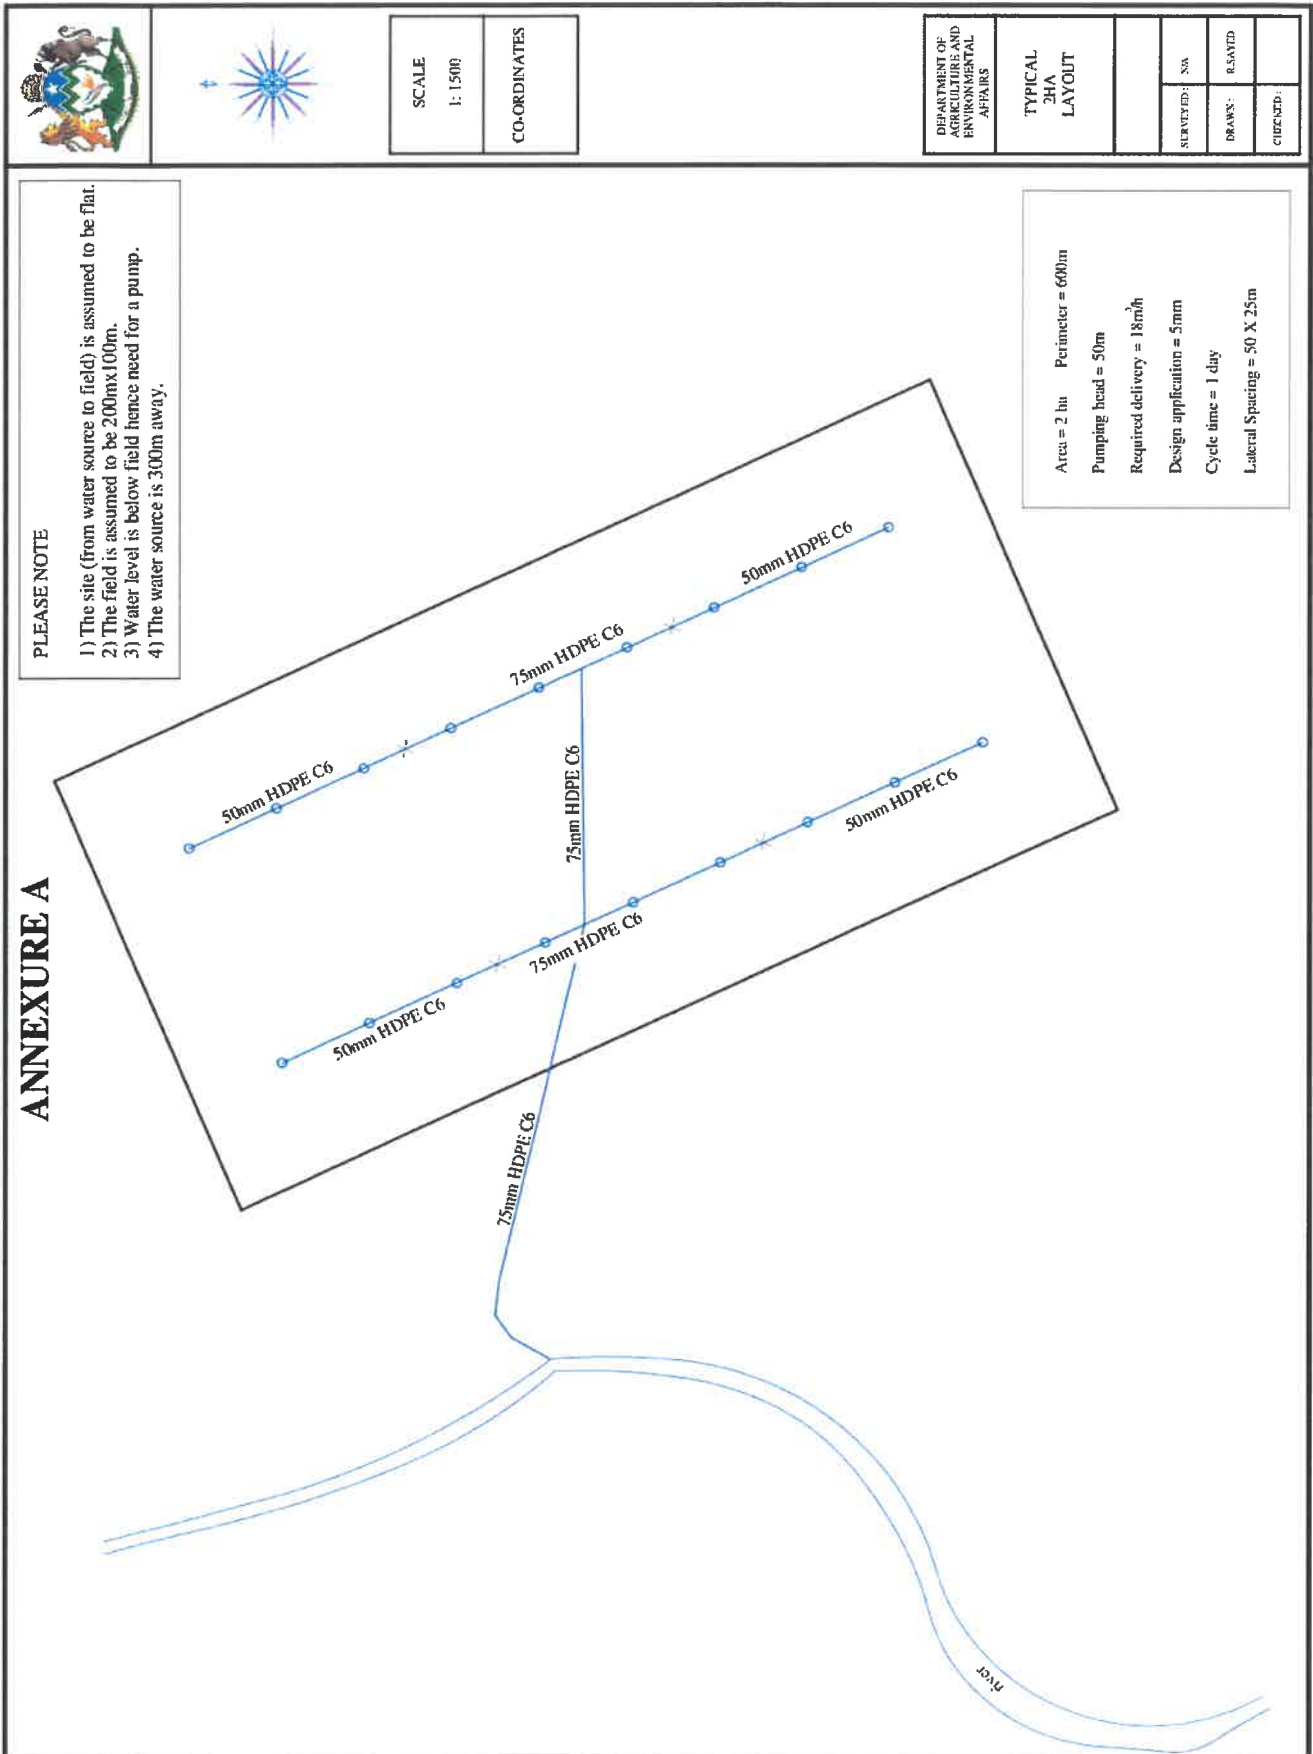 ANNEXURE A
PLEASE NOTE
1) The site (from water source to field) is assumed to be flat.
2) The field is assumed to be 200mx100m.
3) Water level is below field hence need for a pump.
4) The water source is 300m away.
50mm HDPE C6
75mm HDPE C6
50mm HDPE C6
75mm HDPE C6
50mm HDPE C6
75mm HDPE C6
50mm HDPE C6
75mm HDPE C6
river
Area = 2 ha Perimeter = 600m
Pumping head = 50m
Required delivery = 18m³/h
Design application = 5mm
Cycle time = 1 day
Lateral Spacing = 50 X 25m
SCALE
1: 1500
CO-ORDINATES
DEPARTMENT OF
AGRICULTURE AND
ENVIRONMENTAL
AFFAIRS
TYPICAL
2HA
LAYOUT
SURVEYED : N/A
DRAWN : R.SAYED
CHECKED :